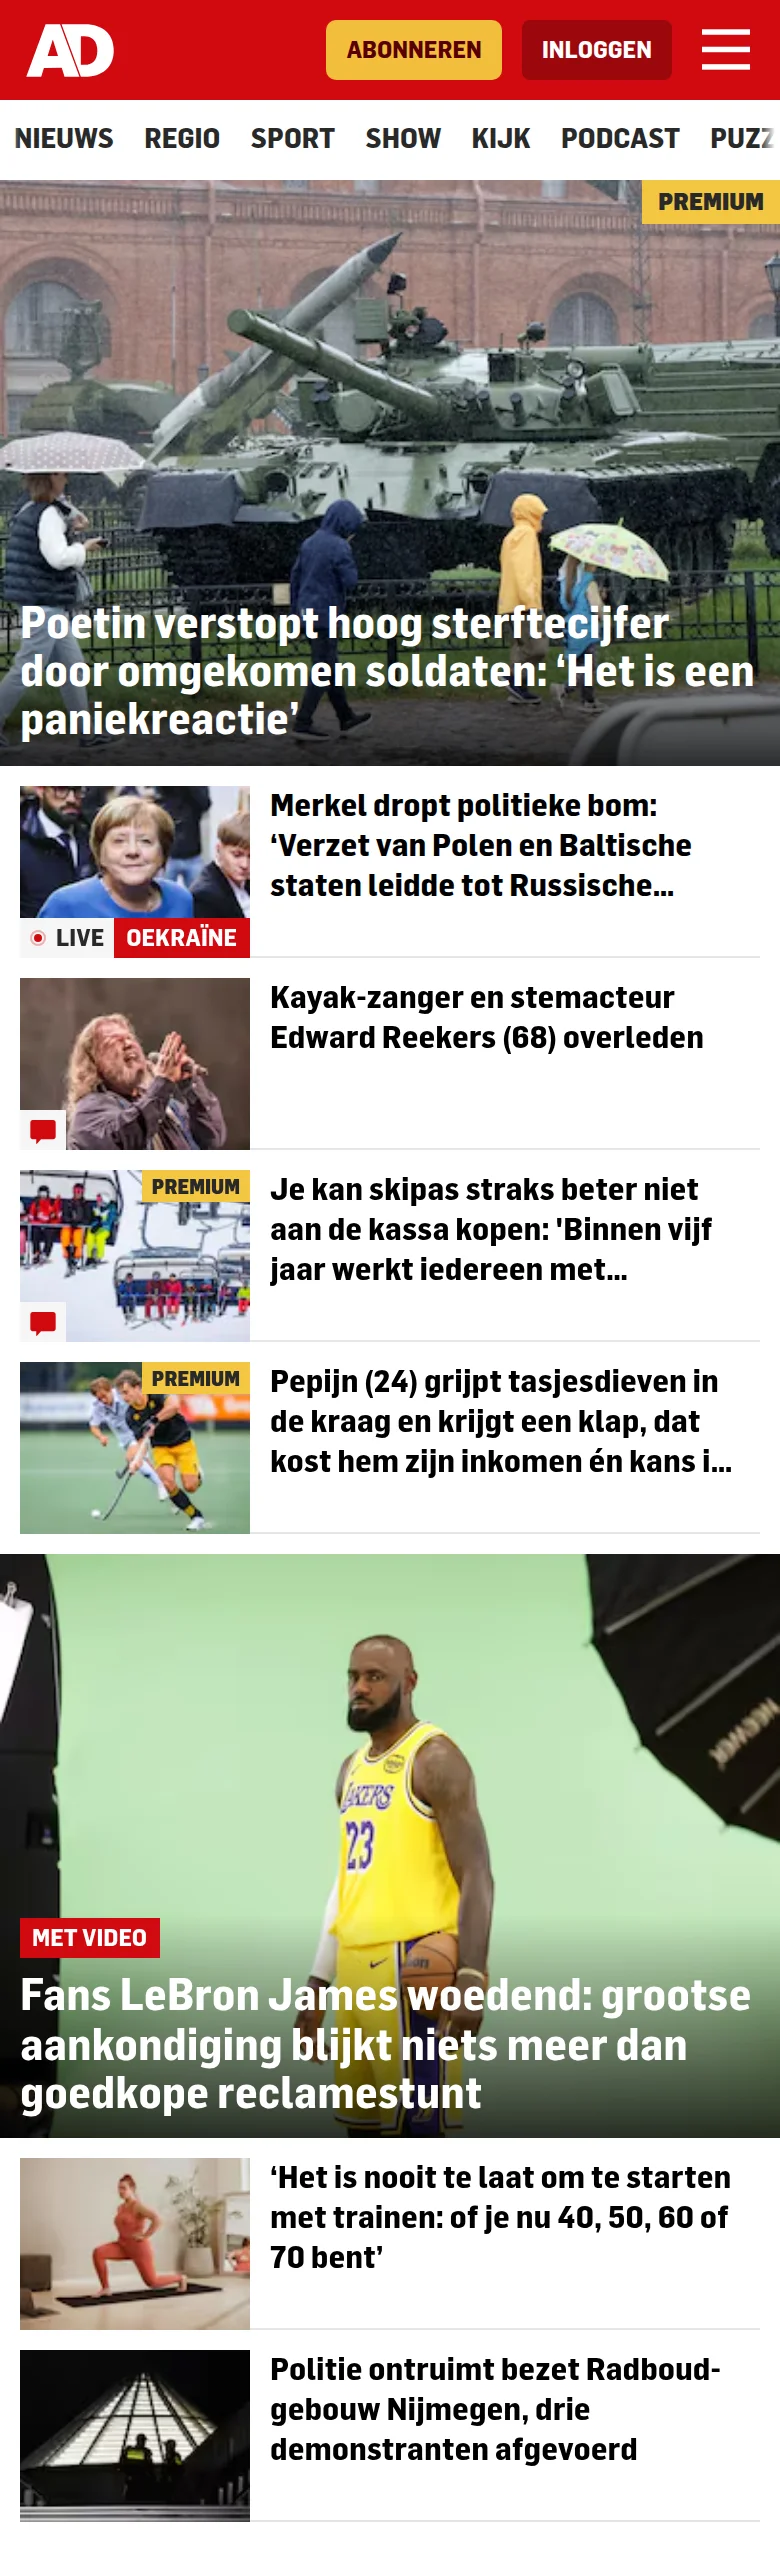 AD
ABONNEREN
INLOGGEN
NIEUWS REGIO SPORT SHOW KIJK PODCAST PUZZ
PREMIUM
Poetin verstopt hoog sterftecijfer
door omgekomen soldaten: ‘Het is een
paniekreactie’
Merkel dropt politieke bom:
‘Verzet van Polen en Baltische
staten leidde tot Russische...
LIVE OEKRAÏNE
Kayak-zanger en stemacteur
Edward Reekers (68) overleden
PREMIUM
Je kan skipas straks beter niet
aan de kassa kopen: 'Binnen vijf
jaar werkt iedereen met...
PREMIUM
Pepijn (24) grijpt tasjesdieven in
de kraag en krijgt een klap, dat
kost hem zijn inkomen én kans i...
NEEWER
LAKERS
23
MET VIDEO
Fans LeBron James woedend: grootse
aankondiging blijkt niets meer dan
goedkope reclamestunt
‘Het is nooit te laat om te starten
met trainen: of je nu 40, 50, 60 of
70 bent’
Politie ontruimt bezet Radboud-
gebouw Nijmegen, drie
demonstranten afgevoerd